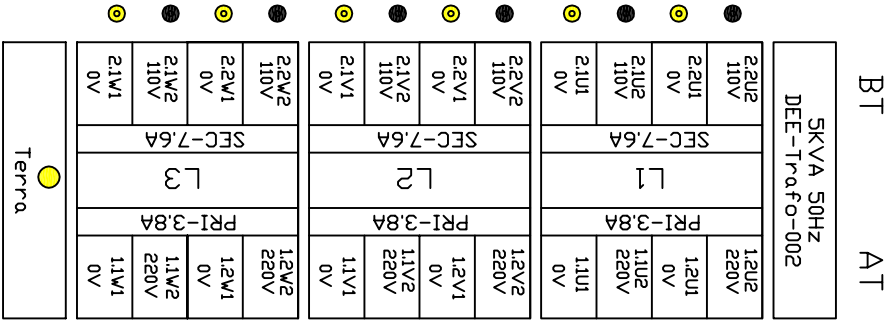 BT
AT
5KVA 50Hz
DEE-Trafo-002
2.2U2
110V
2.2U1
0V
2.1U2
110V
2.1U1
0V
SEC-7.6A
L1
PRI-3.8A
1.2U2
220V
1.2U1
0V
1.1U2
220V
1.1U1
0V
2.2V2
110V
2.2V1
0V
2.1V2
110V
2.1V1
0V
SEC-7.6A
L2
PRI-3.8A
1.2V2
220V
1.2V1
0V
1.1V2
220V
1.1V1
0V
2.2W2
110V
2.2W1
0V
2.1W2
110V
2.1W1
0V
SEC-7.6A
L3
PRI-3.8A
1.2W2
220V
1.2W1
0V
1.1W2
220V
1.1W1
0V
Terra